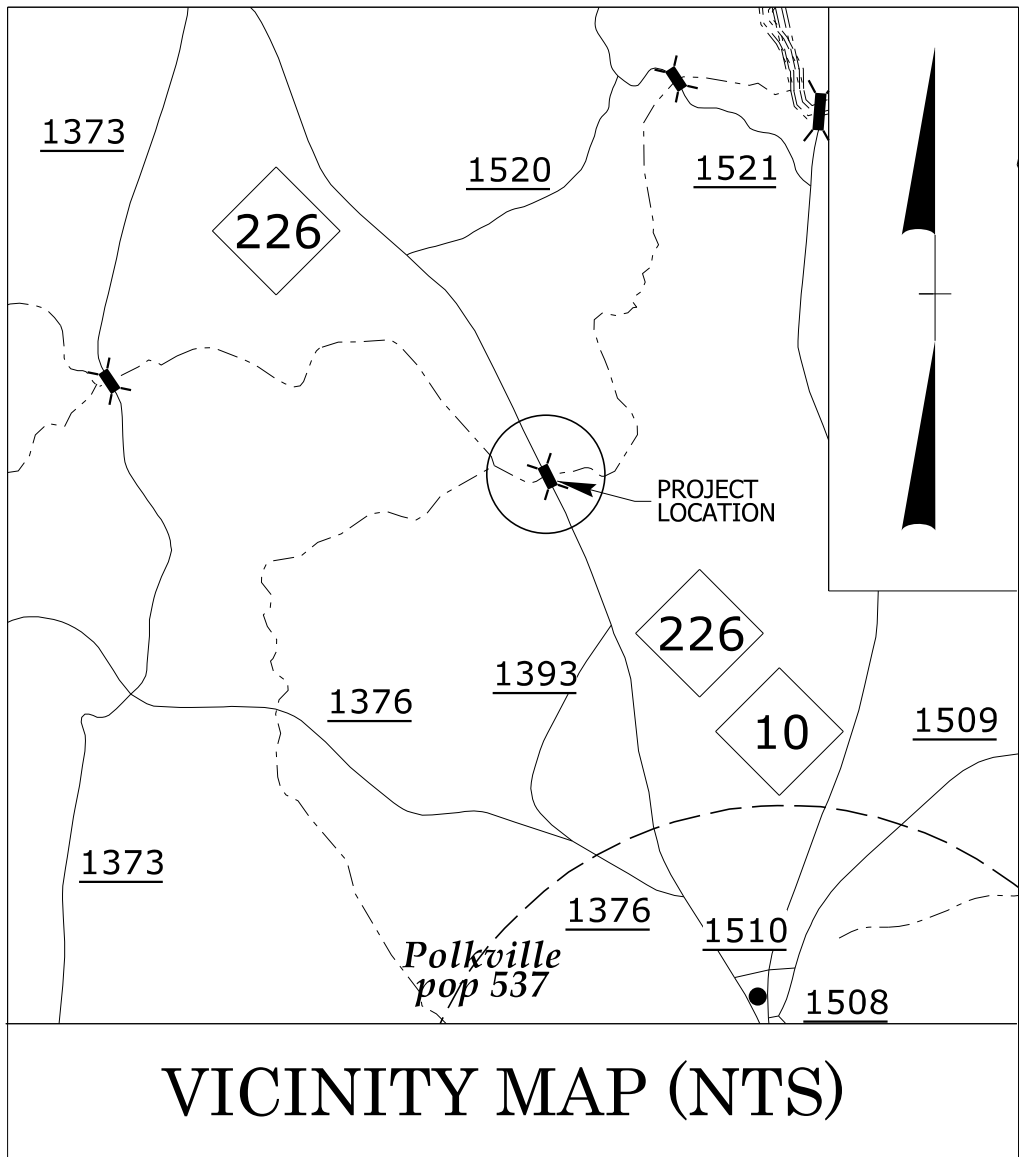 1373
1520
1521
226
PROJECT
LOCATION
226
1393
1376
10
1509
1373
1376
1510
Polkville
pop 537
1508
VICINITY MAP (NTS)